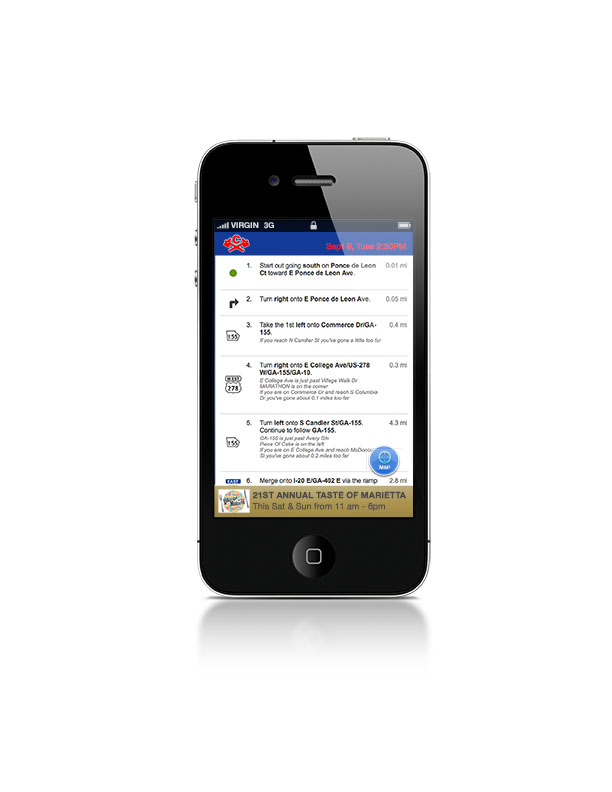 VIRGIN 3G
Sept 9, Tues 2:30PM
1. Start out going south on Ponce de Leon 0.01 mi
Ct toward E Ponce de Leon Ave.
2. Turn right onto E Ponce de Leon Ave. 0.05 mi
3. Take the 1st left onto Commerce Dr/GA- 0.4 mi
155.
155
If you reach N Candler St you've gone a little too far
4. Turn right onto E College Ave/US-278 0.3 mi
W/GA-155/GA-10.
WEST
278
E College Ave is just past Village Walk Dr
MARATHON is on the corner
If you are on Commerce Dr and reach S Columbia
Dr you've gone about 0.1 miles too far
5. Turn left onto S Candler St/GA-155. 4.3 mi
Continue to follow GA-155.
155
GA-155 is just past Avery Gln
Piece Of Cake is on the left
If you are on E College Ave and reach McDonou
St you've gone about 0.2 miles too far
MAP
EAST 6. Merge onto I-20 E/GA-402 E via the ramp 2.8 mi
21ST ANNUAL TASTE OF MARIETTA
This Sat & Sun from 11 am - 6pm